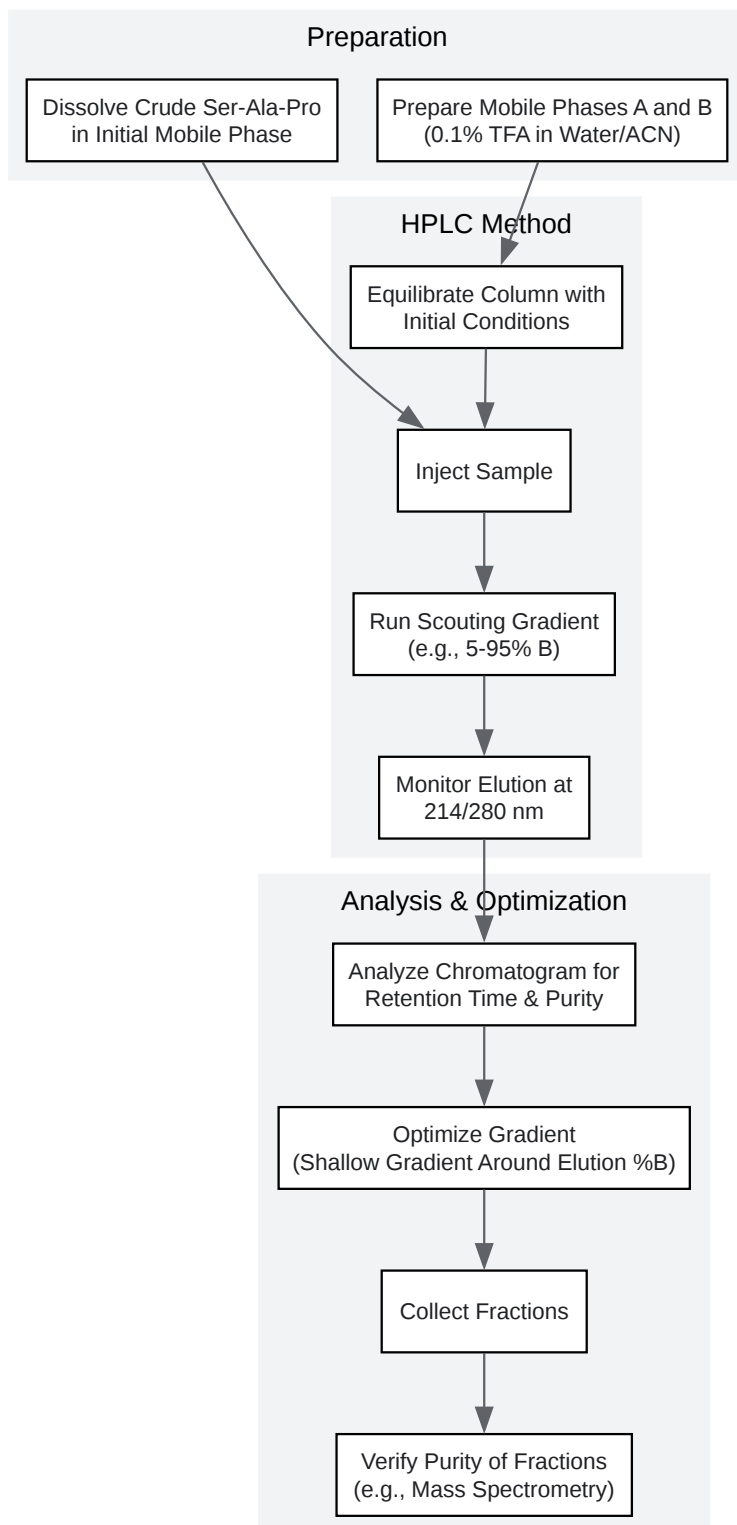 Preparation
Dissolve Crude Ser-Ala-Pro
in Initial Mobile Phase
Prepare Mobile Phases A and B
(0.1% TFA in Water/ACN)
HPLC Method
Equilibrate Column with
Initial Conditions
Inject Sample
Run Scouting Gradient
(e.g., 5-95% B)
Monitor Elution at
214/280 nm
Analysis & Optimization
Analyze Chromatogram for
Retention Time & Purity
Optimize Gradient
(Shallow Gradient Around Elution %B)
Collect Fractions
Verify Purity of Fractions
(e.g., Mass Spectrometry)